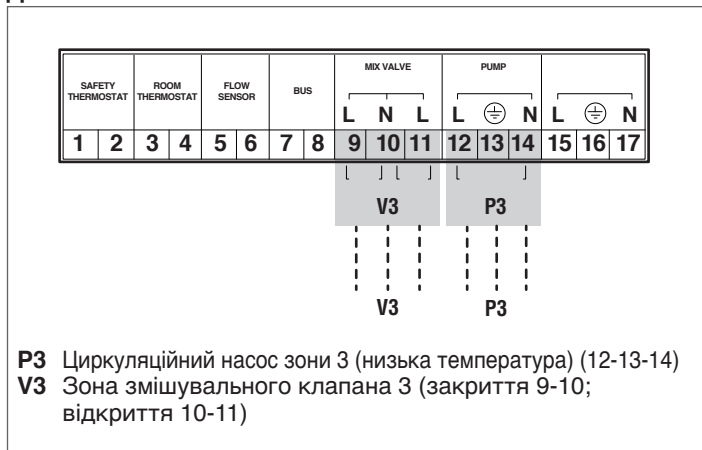 SAFETY THERMOSTAT ROOM THERMOSTAT FLOW SENSOR BUS MIX VALVE PUMP
L N L L N L N
1 2 3 4 5 6 7 8 9 10 11 12 13 14 15 16 17
V3 P3
V3 P3
P3 Циркуляційний насос зони 3 (низька температура) (12-13-14)
V3 Зона змішувального клапана 3 (закриття 9-10;
відкриття 10-11)